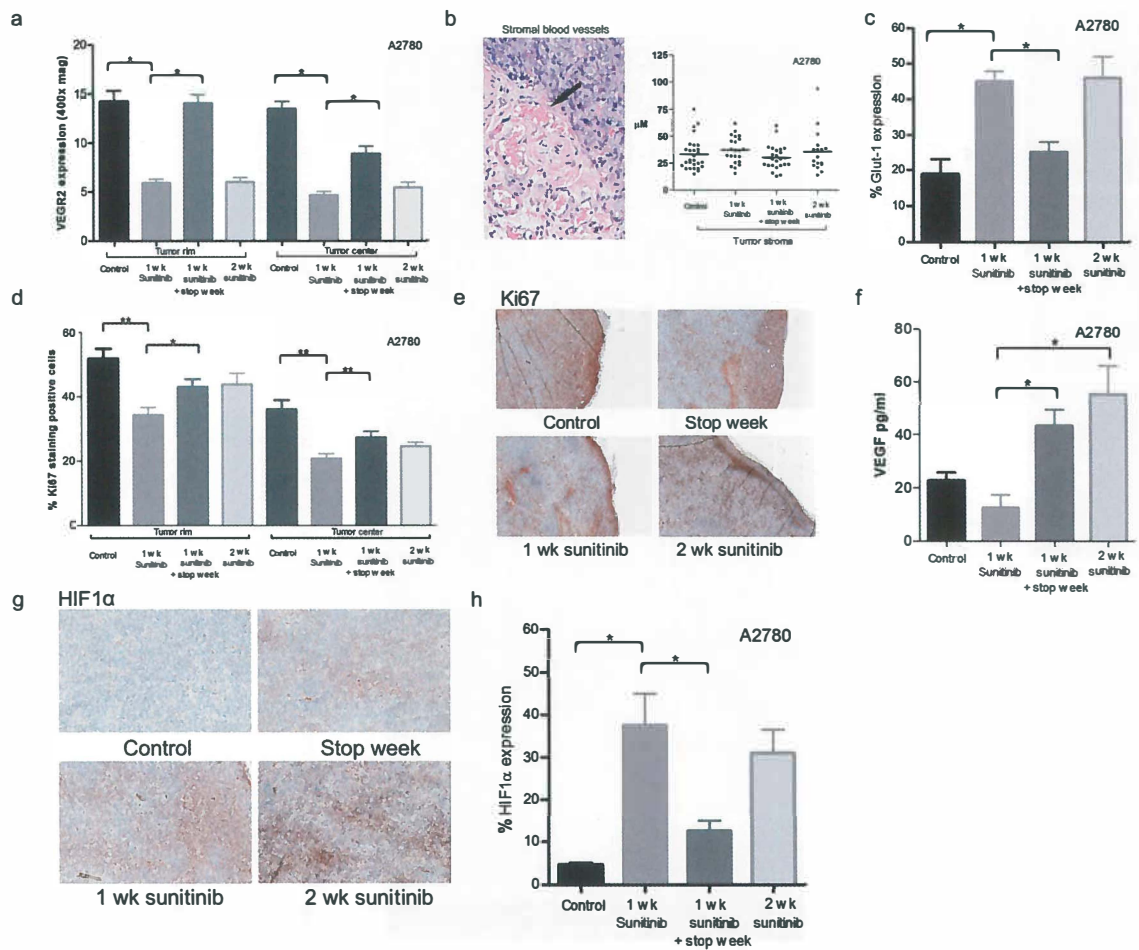 a
A2780
VEGR2 expression (400x mag)
20
15
10
5
0
*
*
*
*
Tumor rim
Tumor center
Control
1 wk
Sunitinib
1 wk
sunitinib
+ stop week
2 wk
sunitinib
Control
1 wk
Sunitinib
1 wk
sunitinib
+ stop week
2 wk
sunitinib
b
Stromal blood vessels
A2780
µM
125
100
75
50
25
0
Control
1 wk
Sunitinib
1 wk
sunitinib
+ stop week
2 wk
sunitinib
Tumor stroma
c
A2780
% Glut-1 expression
60
50
40
30
20
10
0
*
*
Control
1 wk
Sunitinib
1 wk
sunitinib
+stop week
2 wk
sunitinib
d
A2780
% Ki67 staining positive cells
60
40
20
0
**
*
**
**
Tumor rim
Tumor center
Control
1 wk
Sunitinib
1 wk
sunitinib
+ stop week
2 wk
sunitinib
Control
1 wk
Sunitinib
1 wk
sunitinib
+ stop week
2 wk
sunitinib
e
Ki67
Control
Stop week
1 wk sunitinib
2 wk sunitinib
f
A2780
VEGF pg/ml
80
60
40
20
0
*
*
Control
1 wk
Sunitinib
1 wk
sunitinib
+ stop week
2 wk
sunitinib
g
HIF1α
Control
Stop week
1 wk sunitinib
2 wk sunitinib
h
A2780
% HIF1α expression
60
50
40
30
20
10
0
*
*
Control
1 wk
Sunitinib
1 wk
sunitinib
+ stop week
2 wk
sunitinib